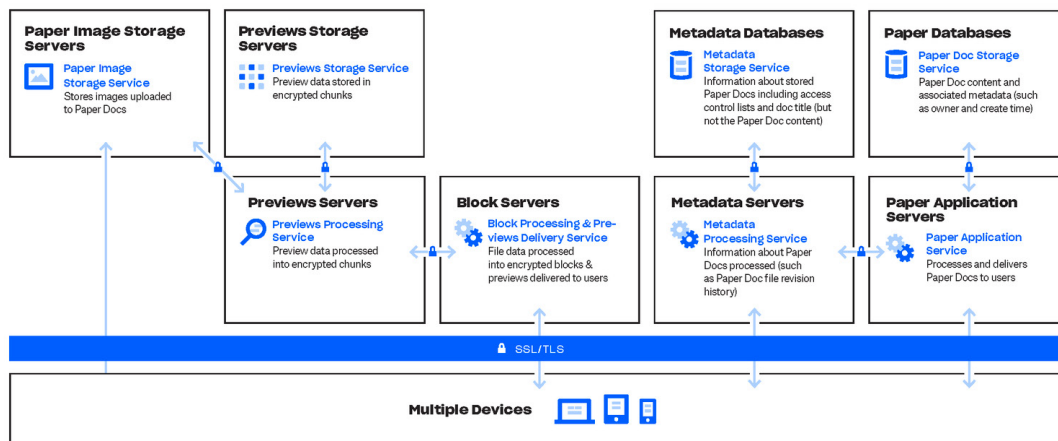 Paper Image Storage
Servers
Paper Image
Storage Service
Stores images uploaded
to Paper Docs
Previews Storage
Servers
Previews Storage Service
Preview data stored in
encrypted chunks
Metadata Databases
Metadata
Storage Service
Information about stored
Paper Docs including access
control lists and doc title (but
not the Paper Doc content)
Paper Databases
Paper Doc Storage
Service
Paper Doc content and
associated metadata (such
as owner and create time)
Previews Servers
Previews Processing
Service
Preview data processed
into encrypted chunks
Block Servers
Block Processing & Pre-
views Delivery Service
File data processed
into encrypted blocks &
previews delivered to users
Metadata Servers
Metadata
Processing Service
Information about Paper
Docs processed (such
as Paper Doc file revision
history)
Paper Application
Servers
Paper Application
Service
Processes and delivers
Paper Docs to users
SSL/TLS
Multiple Devices